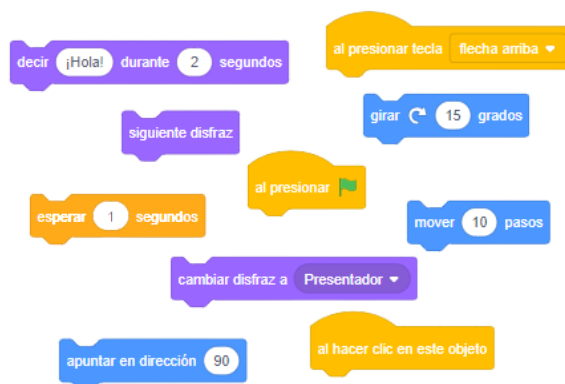 al presionar tecla flecha arriba
decir ¡Hola! durante 2 segundos
girar 15 grados
siguiente disfraz
al presionar
esperar 1 segundos
mover 10 pasos
cambiar disfraz a Presentador
al hacer clic en este objeto
apuntar en dirección 90